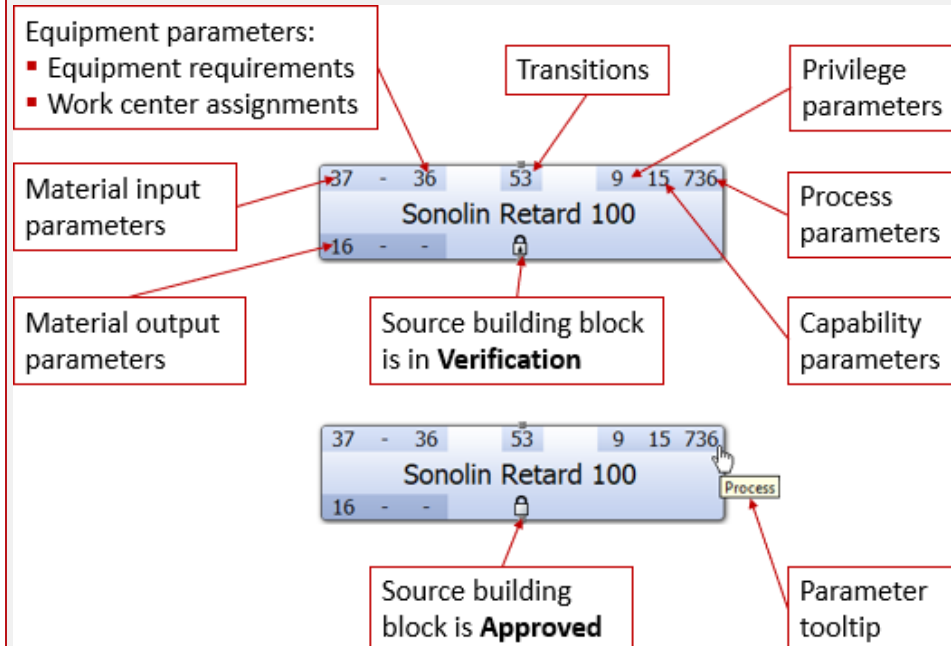 Equipment parameters:
▪ Equipment requirements
▪ Work center assignments
Transitions
Privilege
parameters
Material input
parameters
37 - 36 53 9 15 736
Sonolin Retard 100
16 - -
Process
parameters
Material output
parameters
Source building block
is in Verification
Capability
parameters
37 - 36 53 9 15 736
Sonolin Retard 100
16 - -
Process
Source building
block is Approved
Parameter
tooltip